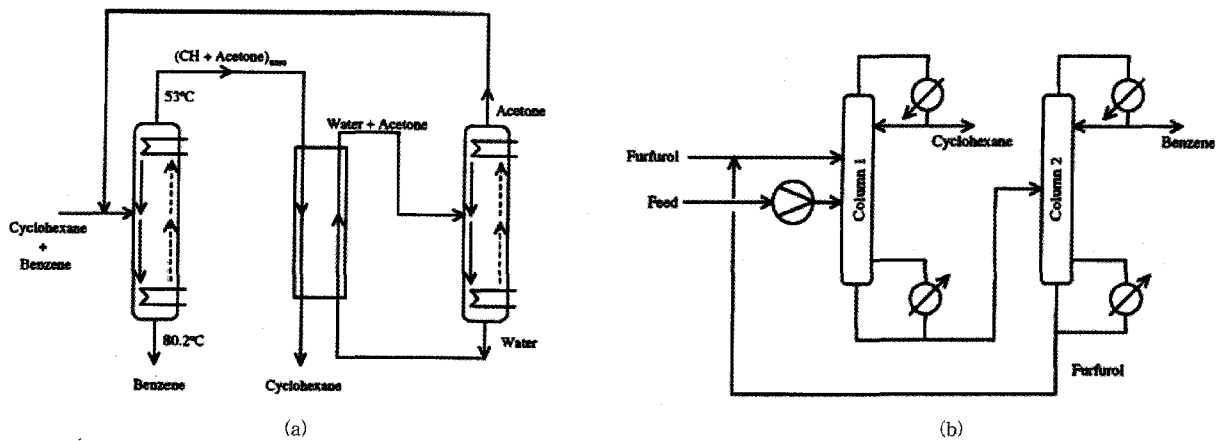 (CH + Acetone)azeo
53°C
Acetone
Water + Acetone
Cyclohexane
+
Benzene
80.2°C
Water
Benzene
Cyclohexane
(a)
Cyclohexane
Benzene
Furfurol
Feed
Column 1
Column 2
Furfurol
(b)